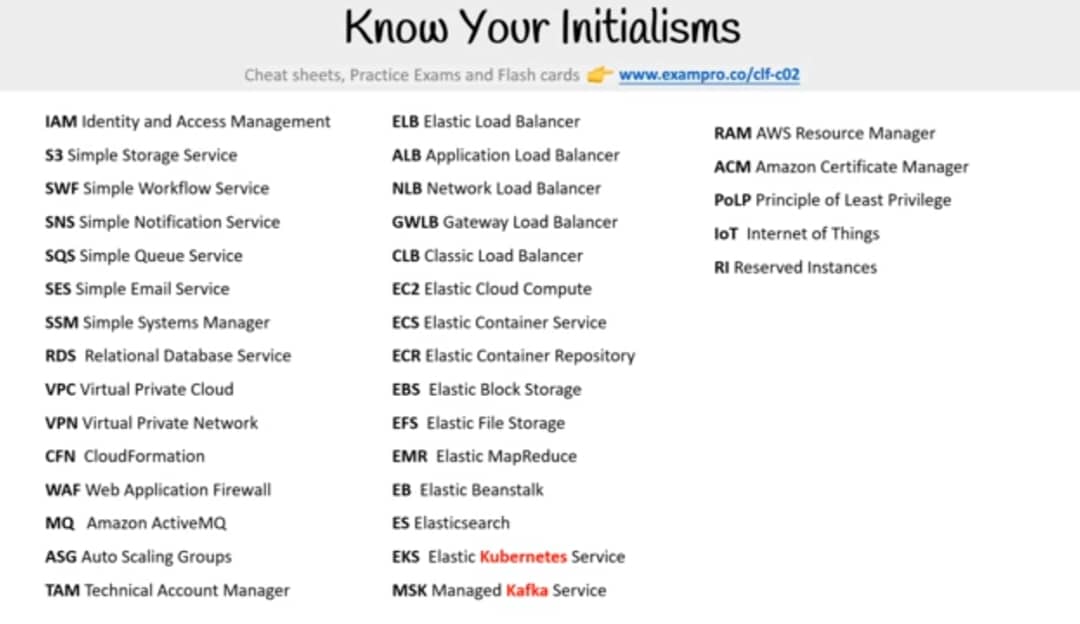 Know Your Initialisms
Cheat sheets, Practice Exams and Flash cards 👉 www.exampro.co/clf-c02
IAM Identity and Access Management
S3 Simple Storage Service
SWF Simple Workflow Service
SNS Simple Notification Service
SQS Simple Queue Service
SES Simple Email Service
SSM Simple Systems Manager
RDS Relational Database Service
VPC Virtual Private Cloud
VPN Virtual Private Network
CFN CloudFormation
WAF Web Application Firewall
MQ Amazon ActiveMQ
ASG Auto Scaling Groups
TAM Technical Account Manager
ELB Elastic Load Balancer
ALB Application Load Balancer
NLB Network Load Balancer
GWLB Gateway Load Balancer
CLB Classic Load Balancer
EC2 Elastic Cloud Compute
ECS Elastic Container Service
ECR Elastic Container Repository
EBS Elastic Block Storage
EFS Elastic File Storage
EMR Elastic MapReduce
EB Elastic Beanstalk
ES Elasticsearch
EKS Elastic Kubernetes Service
MSK Managed Kafka Service
RAM AWS Resource Manager
ACM Amazon Certificate Manager
PoLP Principle of Least Privilege
IoT Internet of Things
RI Reserved Instances